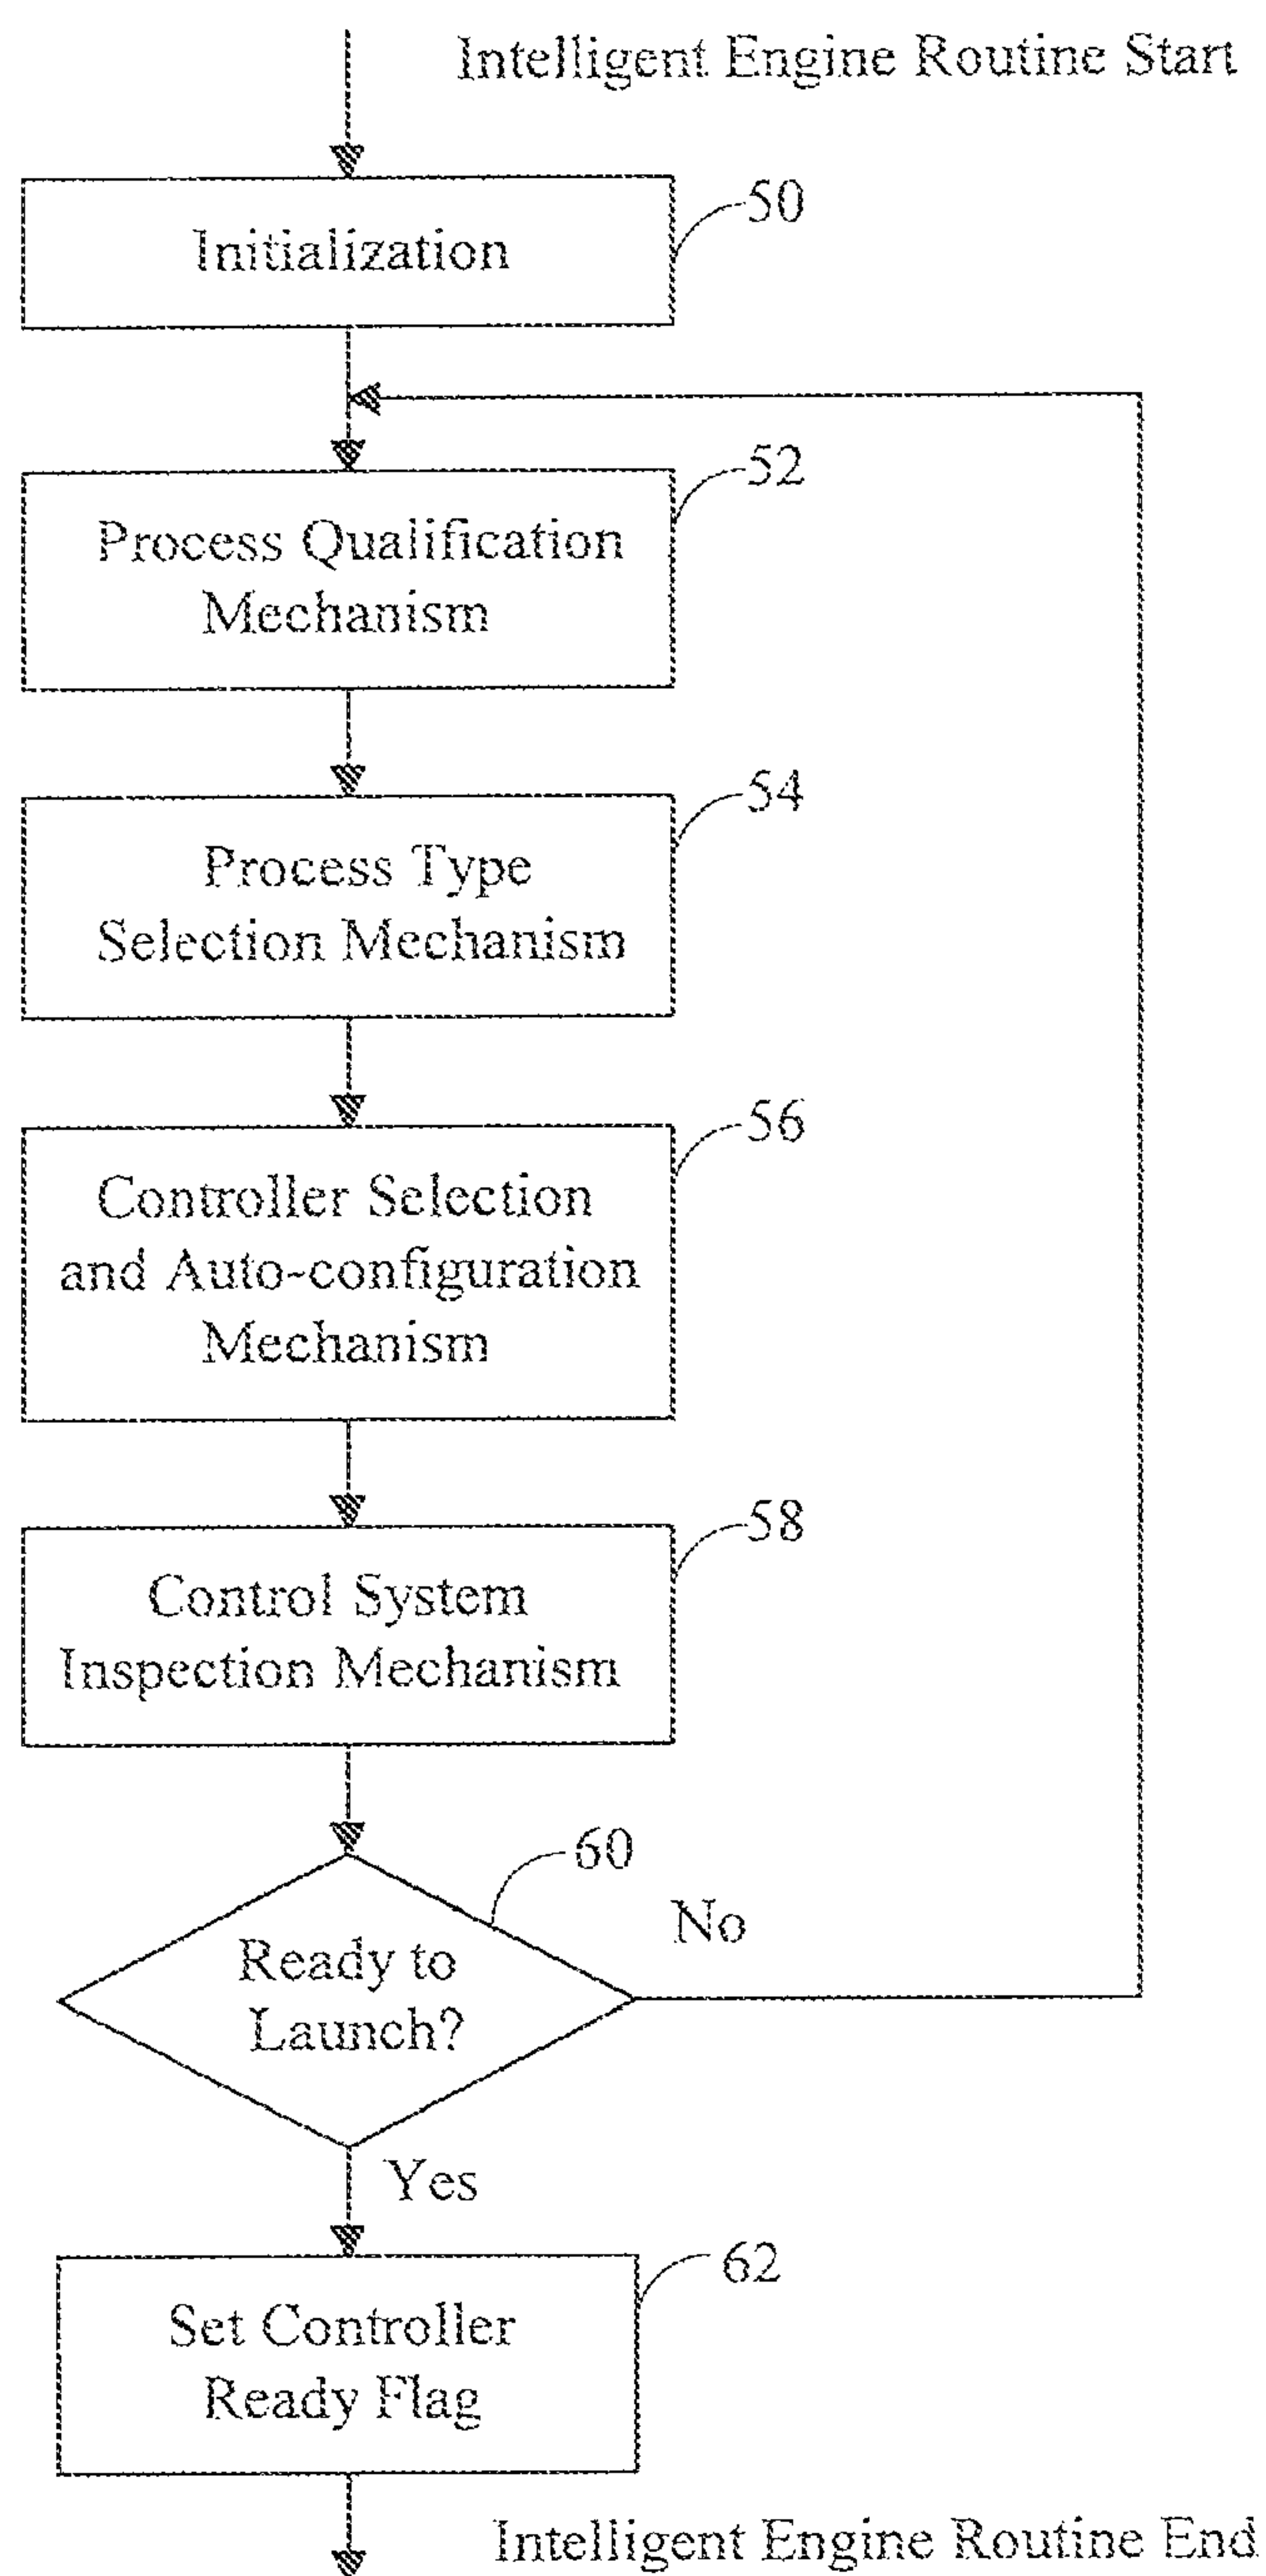 Intelligent Engine Routine Start
50
Initialization
52
Process Qualification
Mechanism
54
Process Type
Selection Mechanism
56
Controller Selection
and Auto-configuration
Mechanism
58
Control System
Inspection Mechanism
60
No
Ready to
Launch?
Yes
62
Set Controller
Ready Flag
Intelligent Engine Routine End